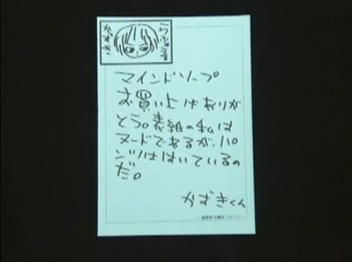 マインドソープ
お買い上げありが
とう。表紙の私は
ヌードであるが、パ
ンツははいているの
だ。
かずきくん